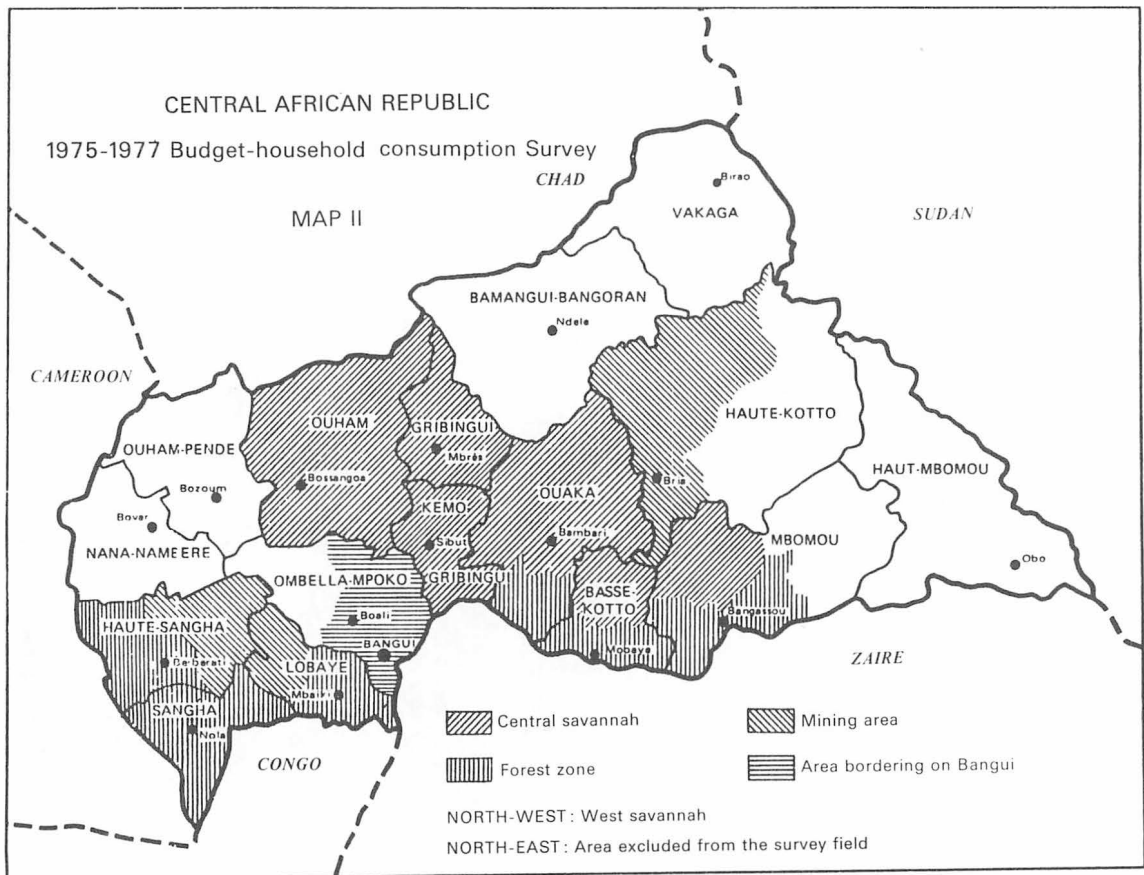 CENTRAL AFRICAN REPUBLIC
1975-1977 Budget-household consumption Survey
MAP II
CHAD
SUDAN
CAMEROON
ZAIRE
CONGO
Birao
VAKAGA
BAMANGUI-BANGORAN
Ndele
HAUTE-KOTTO
Bria
HAUT-MBOMOU
Obo
MBOMOU
Bangassou
OUHAM
Bossangoa
GRIBINGUI
Mbrés
OUAKA
Bambari
KEMO
Sibut
GRIBINGUI
BASSE-
KOTTO
Mobaye
OUHAM-PENDE
Bozoum
Bovar
NANA-NAMEERE
OMBELLA-MPOKO
Boali
BANGUI
HAUTE-SANGHA
Berberati
LOBAYE
Mbaiki
SANGHA
Nola
Central savannah
Mining area
Forest zone
Area bordering on Bangui
NORTH-WEST: West savannah
NORTH-EAST: Area excluded from the survey field